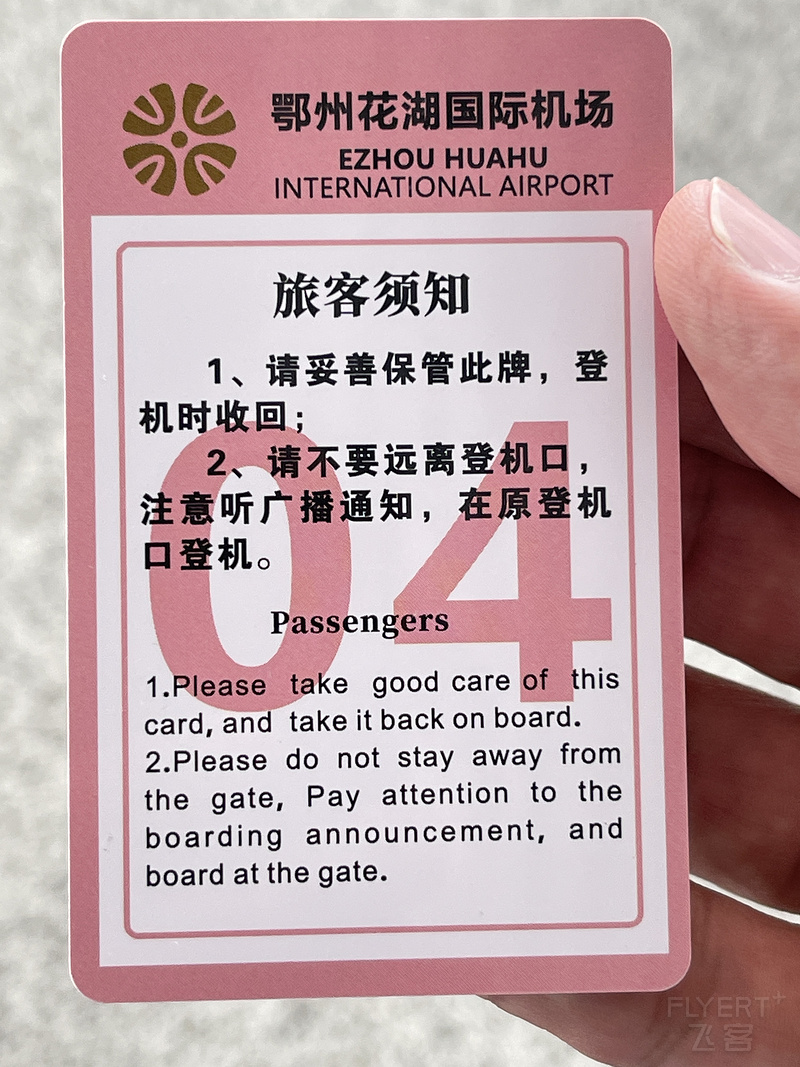 鄂州花湖国际机场
EZHOU HUAHU
INTERNATIONAL AIRPORT
旅客须知
1、请妥善保管此牌，登
机时收回；
2、请不要远离登机口，
注意听广播通知，在原登机
口登机。
04
Passengers
1.Please take good care of this
card, and take it back on board.
2.Please do not stay away from
the gate, Pay attention to the
boarding announcement, and
board at the gate.
FLYERT+
飞客